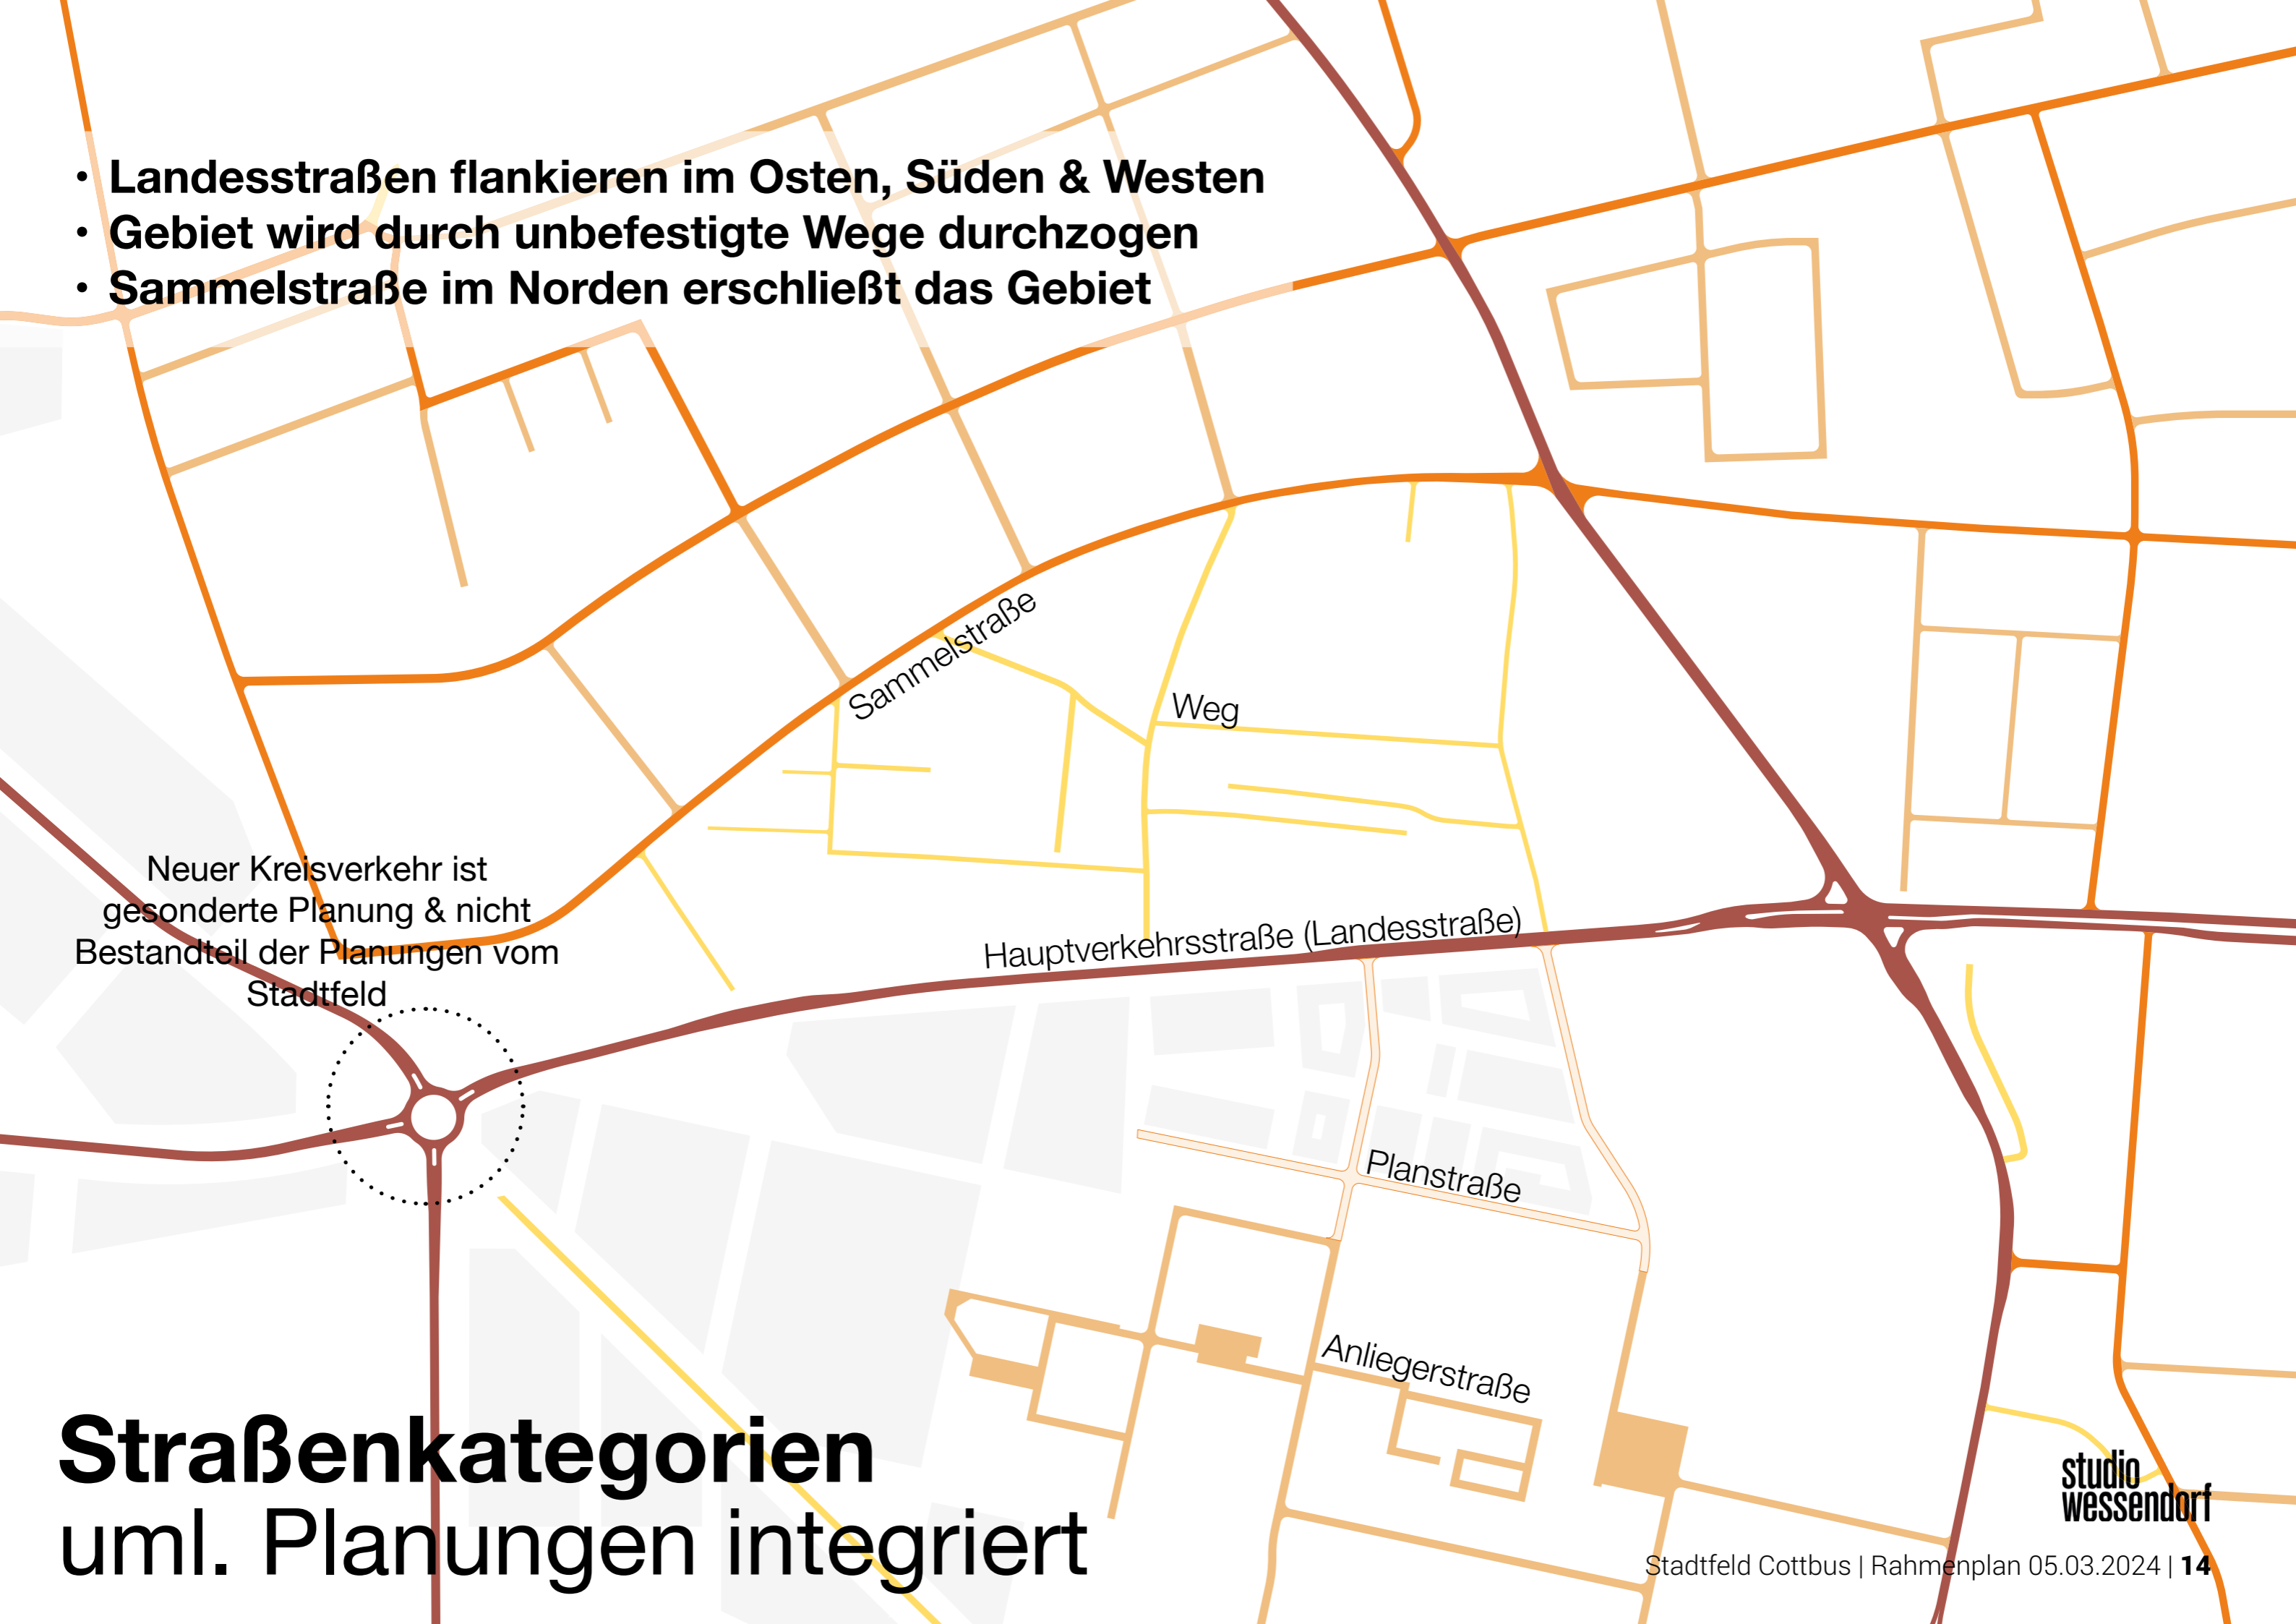 • Landesstraßen flankieren im Osten, Süden & Westen
• Gebiet wird durch unbefestigte Wege durchzogen
• Sammelstraße im Norden erschließt das Gebiet
Sammelstraße
Weg
Neuer Kreisverkehr ist
gesonderte Planung & nicht
Bestandteil der Planungen vom
Stadtfeld
Hauptverkehrsstraße (Landesstraße)
Planstraße
Anliegerstraße
Straßenkategorien
uml. Planungen integriert
studio
wessendorf
Stadtfeld Cottbus | Rahmenplan 05.03.2024 | 14